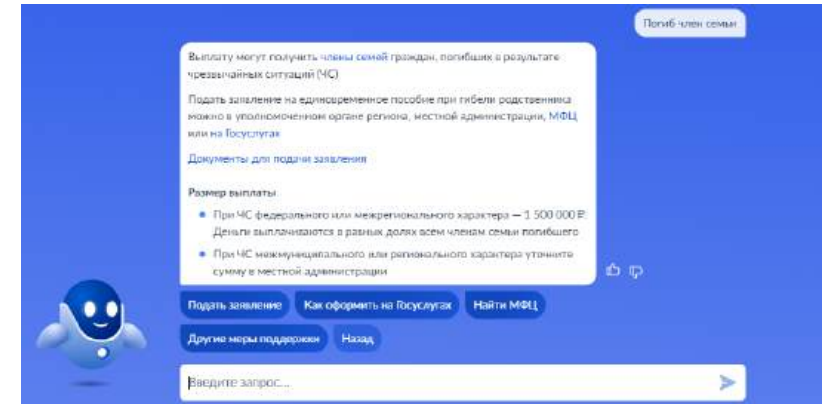 Погиб член семьи
Выплату могут получить члены семей граждан, погибших в результате
чрезвычайных ситуаций (ЧС)
Подать заявление на единовременное пособие при гибели родственника
можно в уполномоченном органе региона, местной администрации, МФЦ
или на Госуслугах
Документы для подачи заявления
Размер выплаты
При ЧС федерального или межрегионального характера — 1 500 000 ₽.
Деньги выплачиваются в равных долях всем членам семьи погибшего
При ЧС межмуниципального или регионального характера уточните
сумму в местной администрации
Подать заявление Как оформить на Госуслугах Найти МФЦ
Другие меры поддержки Назад
Введите запрос...